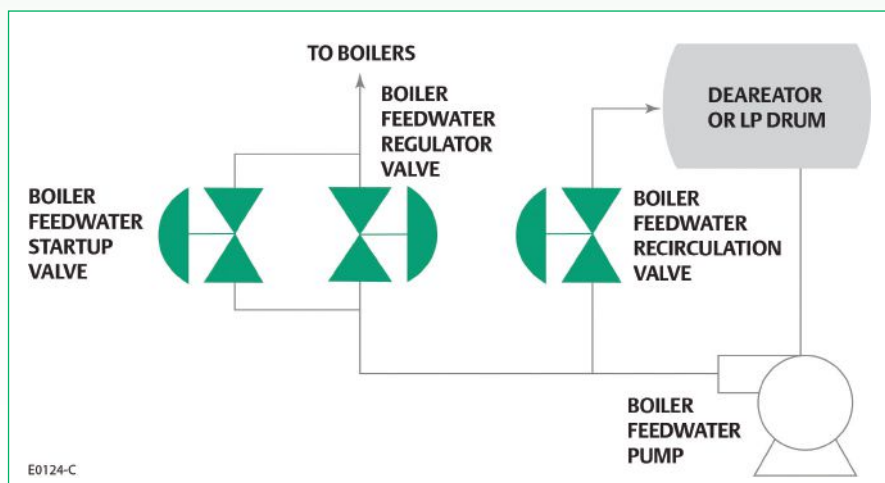 TO BOILERS
BOILER
FEEDWATER
REGULATOR
VALVE
DEAREATOR
OR LP DRUM
BOILER
FEEDWATER
STARTUP
VALVE
BOILER
FEEDWATER
RECIRCULATION
VALVE
BOILER
FEEDWATER
PUMP
E0124-C